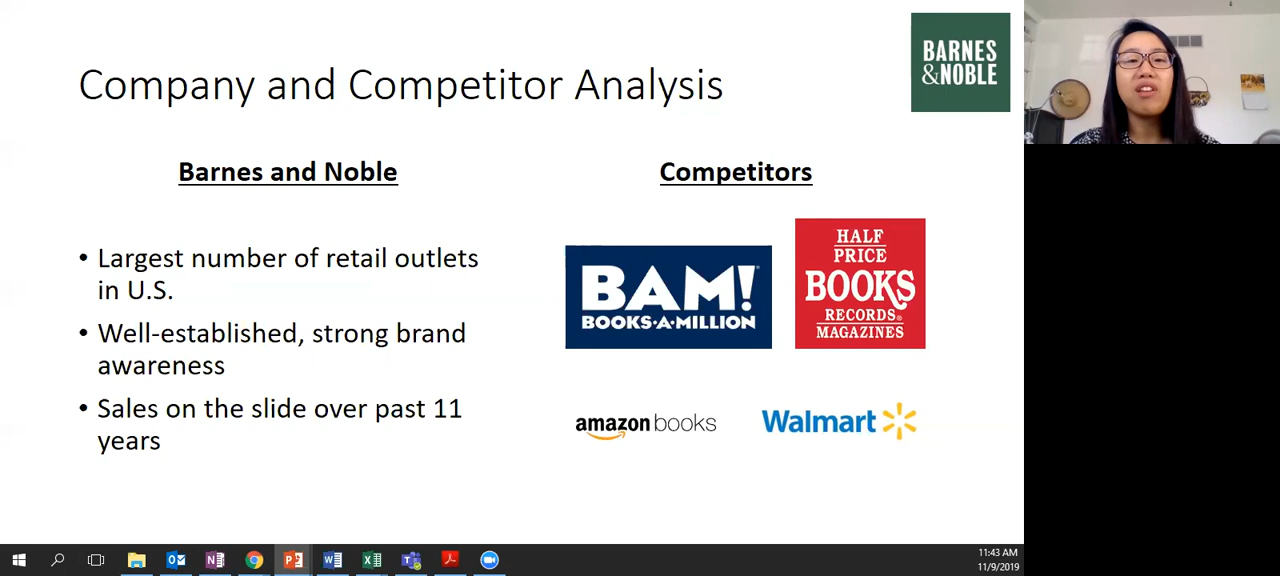 Company and Competitor Analysis
BARNES
&NOBLE
Barnes and Noble
• Largest number of retail outlets
in U.S.
• Well-established, strong brand
awareness
• Sales on the slide over past 11
years
Competitors
BAM!
BOOKS·A·MILLION
HALF
PRICE
BOOKS
RECORDS®
MAGAZINES
amazon books
Walmart
11:43 AM
11/9/2019